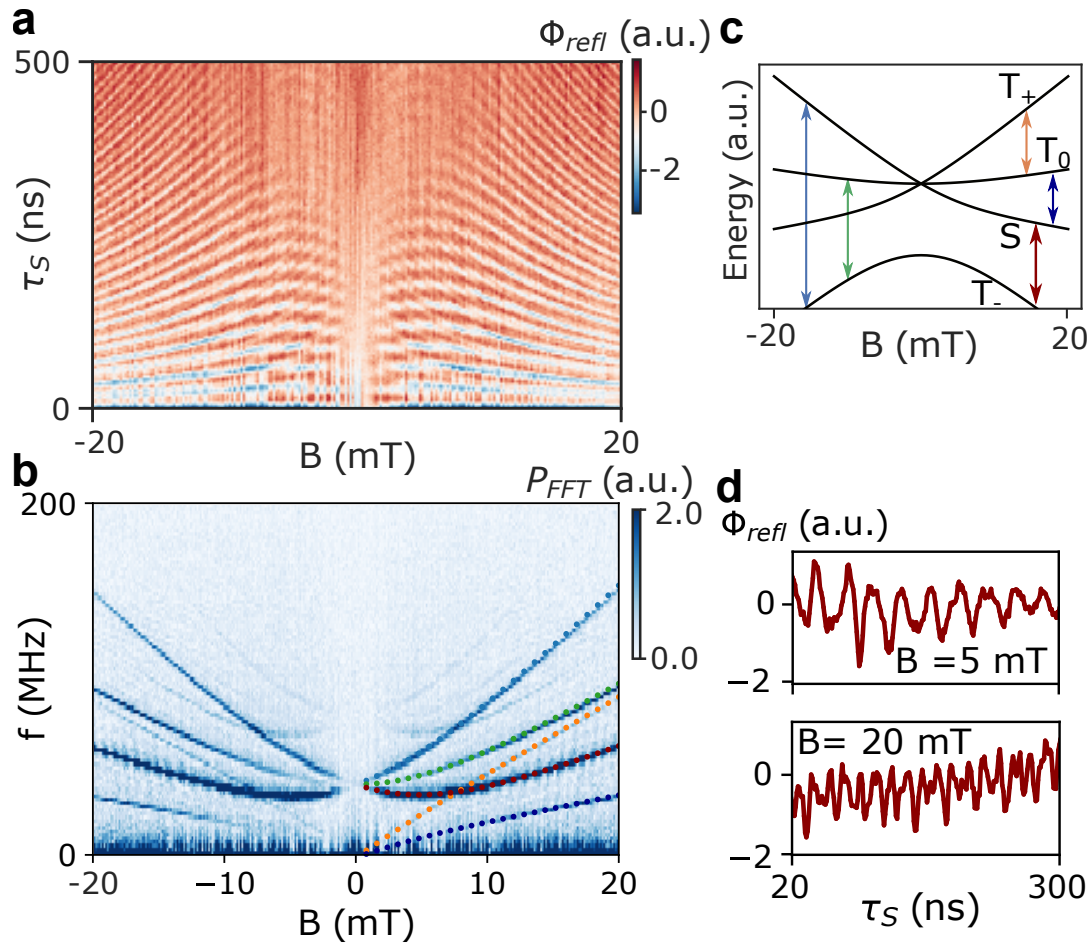 a
Φrefl (a.u.)
500
0
τS (ns)
0
-2
-20
20
B (mT)
c
Energy (a.u.)
T+
T0
S
T-
-20
20
B (mT)
b
PFFT (a.u.)
200
2.0
0.0
f (MHz)
0
-20
−10
0
10
20
B (mT)
d
Φrefl (a.u.)
0
−2
B =5 mT
B= 20 mT
0
−2
20
300
τS (ns)